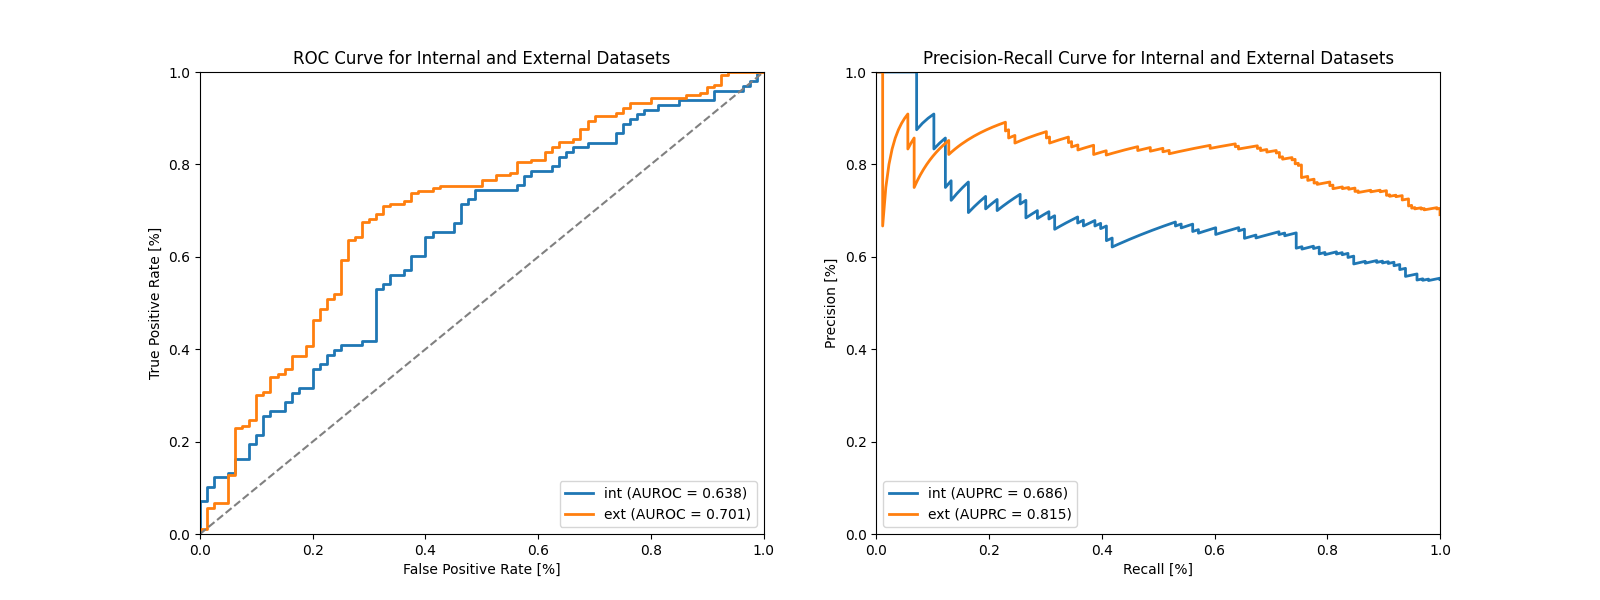 ROC Curve for Internal and External Datasets
1.0
0.8
0.6
0.4
0.2
0.0
True Positive Rate [%]
0.0 0.2 0.4 0.6 0.8 1.0
False Positive Rate [%]
int (AUROC = 0.638)
ext (AUROC = 0.701)
Precision-Recall Curve for Internal and External Datasets
1.0
0.8
0.6
0.4
0.2
0.0
Precision [%]
0.0 0.2 0.4 0.6 0.8 1.0
Recall [%]
int (AUPRC = 0.686)
ext (AUPRC = 0.815)